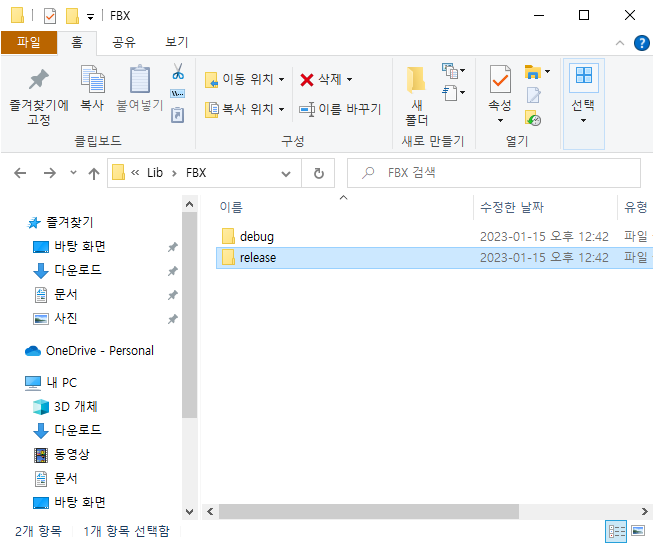 FBX
파일 홈 공유 보기
즐겨찾기에 고정
복사
붙여넣기
클립보드
이동 위치
복사 위치
삭제
이름 바꾸기
구성
새 폴더
새로 만들기
속성
열기
선택
Lib FBX
FBX 검색
이름 수정한 날짜 유형
debug 2023-01-15 오후 12:42 파일
release 2023-01-15 오후 12:42 파일
즐겨찾기
바탕 화면
다운로드
문서
사진
OneDrive - Personal
내 PC
3D 개체
다운로드
동영상
문서
바탕 화면
2개 항목 1개 항목 선택함